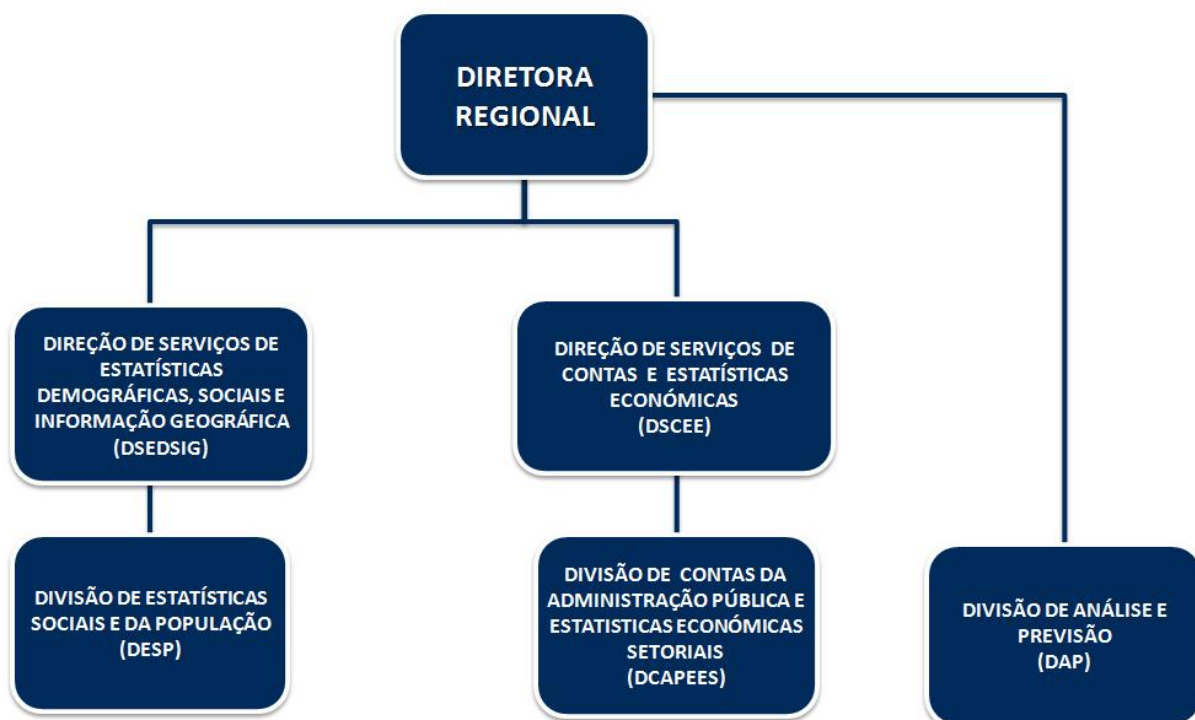 DIRETORA
REGIONAL
DIREÇÃO DE SERVIÇOS DE
ESTATÍSTICAS
DEMOGRÁFICAS, SOCIAIS E
INFORMAÇÃO GEOGRÁFICA
(DSEDSIG)
DIREÇÃO DE SERVIÇOS DE
CONTAS E ESTATÍSTICAS
ECONÓMICAS
(DSCEE)
DIVISÃO DE ESTATÍSTICAS
SOCIAIS E DA POPULAÇÃO
(DESP)
DIVISÃO DE CONTAS DA
ADMINISTRAÇÃO PÚBLICA E
ESTATISTICAS ECONÓMICAS
SETORIAIS
(DCAPEES)
DIVISÃO DE ANÁLISE E
PREVISÃO
(DAP)